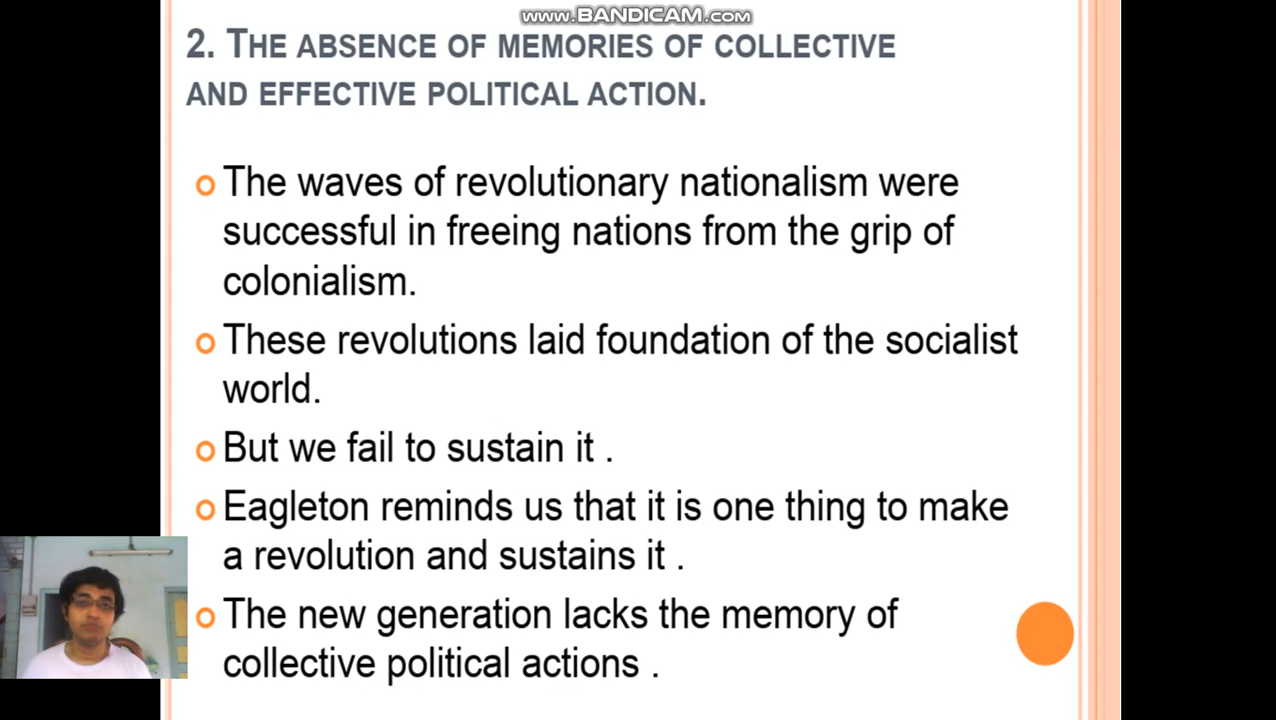 www.BANDICAM.com
2. THE ABSENCE OF MEMORIES OF COLLECTIVE
AND EFFECTIVE POLITICAL ACTION.
The waves of revolutionary nationalism were
successful in freeing nations from the grip of
colonialism.
These revolutions laid foundation of the socialist
world.
But we fail to sustain it .
Eagleton reminds us that it is one thing to make
a revolution and sustains it .
The new generation lacks the memory of
collective political actions .